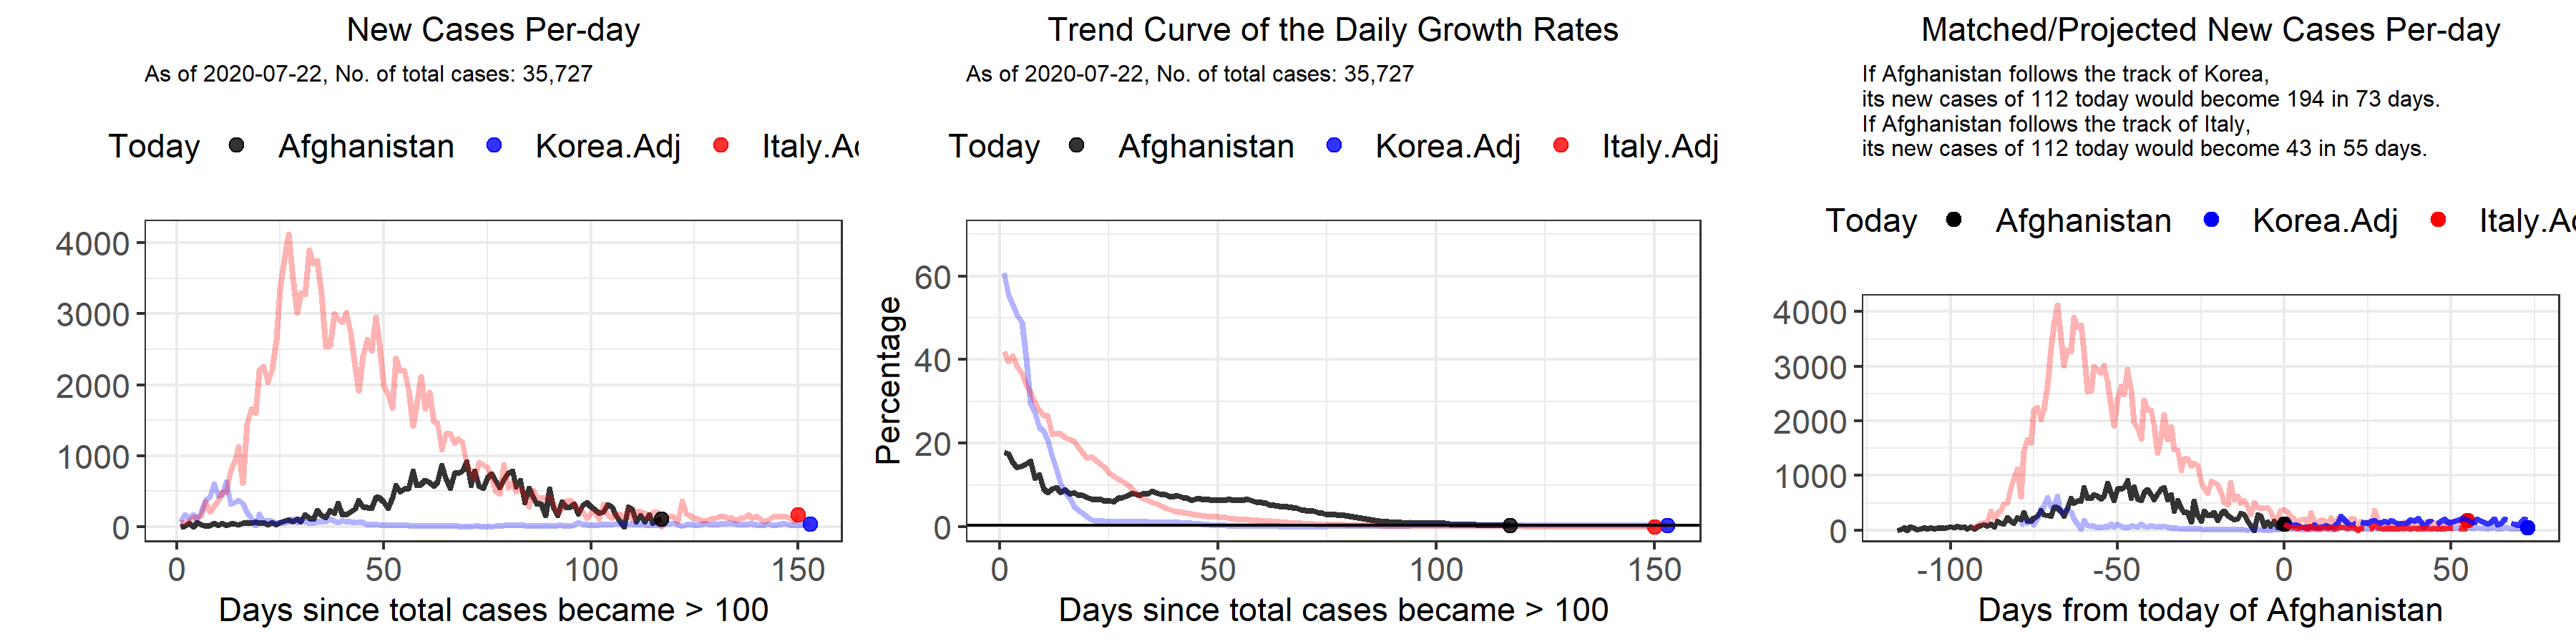 New Cases Per-day
As of 2020-07-22, No. of total cases: 35,727
Today Afghanistan Korea.Adj Italy.Ac
4000
3000
2000
1000
0
0 50 100 150
Days since total cases became > 100
Trend Curve of the Daily Growth Rates
As of 2020-07-22, No. of total cases: 35,727
Today Afghanistan Korea.Adj Italy.Adj
Percentage
60
40
20
0
0 50 100 150
Days since total cases became > 100
Matched/Projected New Cases Per-day
If Afghanistan follows the track of Korea,
its new cases of 112 today would become 194 in 73 days.
If Afghanistan follows the track of Italy,
its new cases of 112 today would become 43 in 55 days.
Today Afghanistan Korea.Adj Italy.Ac
4000
3000
2000
1000
0
-100 -50 0 50
Days from today of Afghanistan